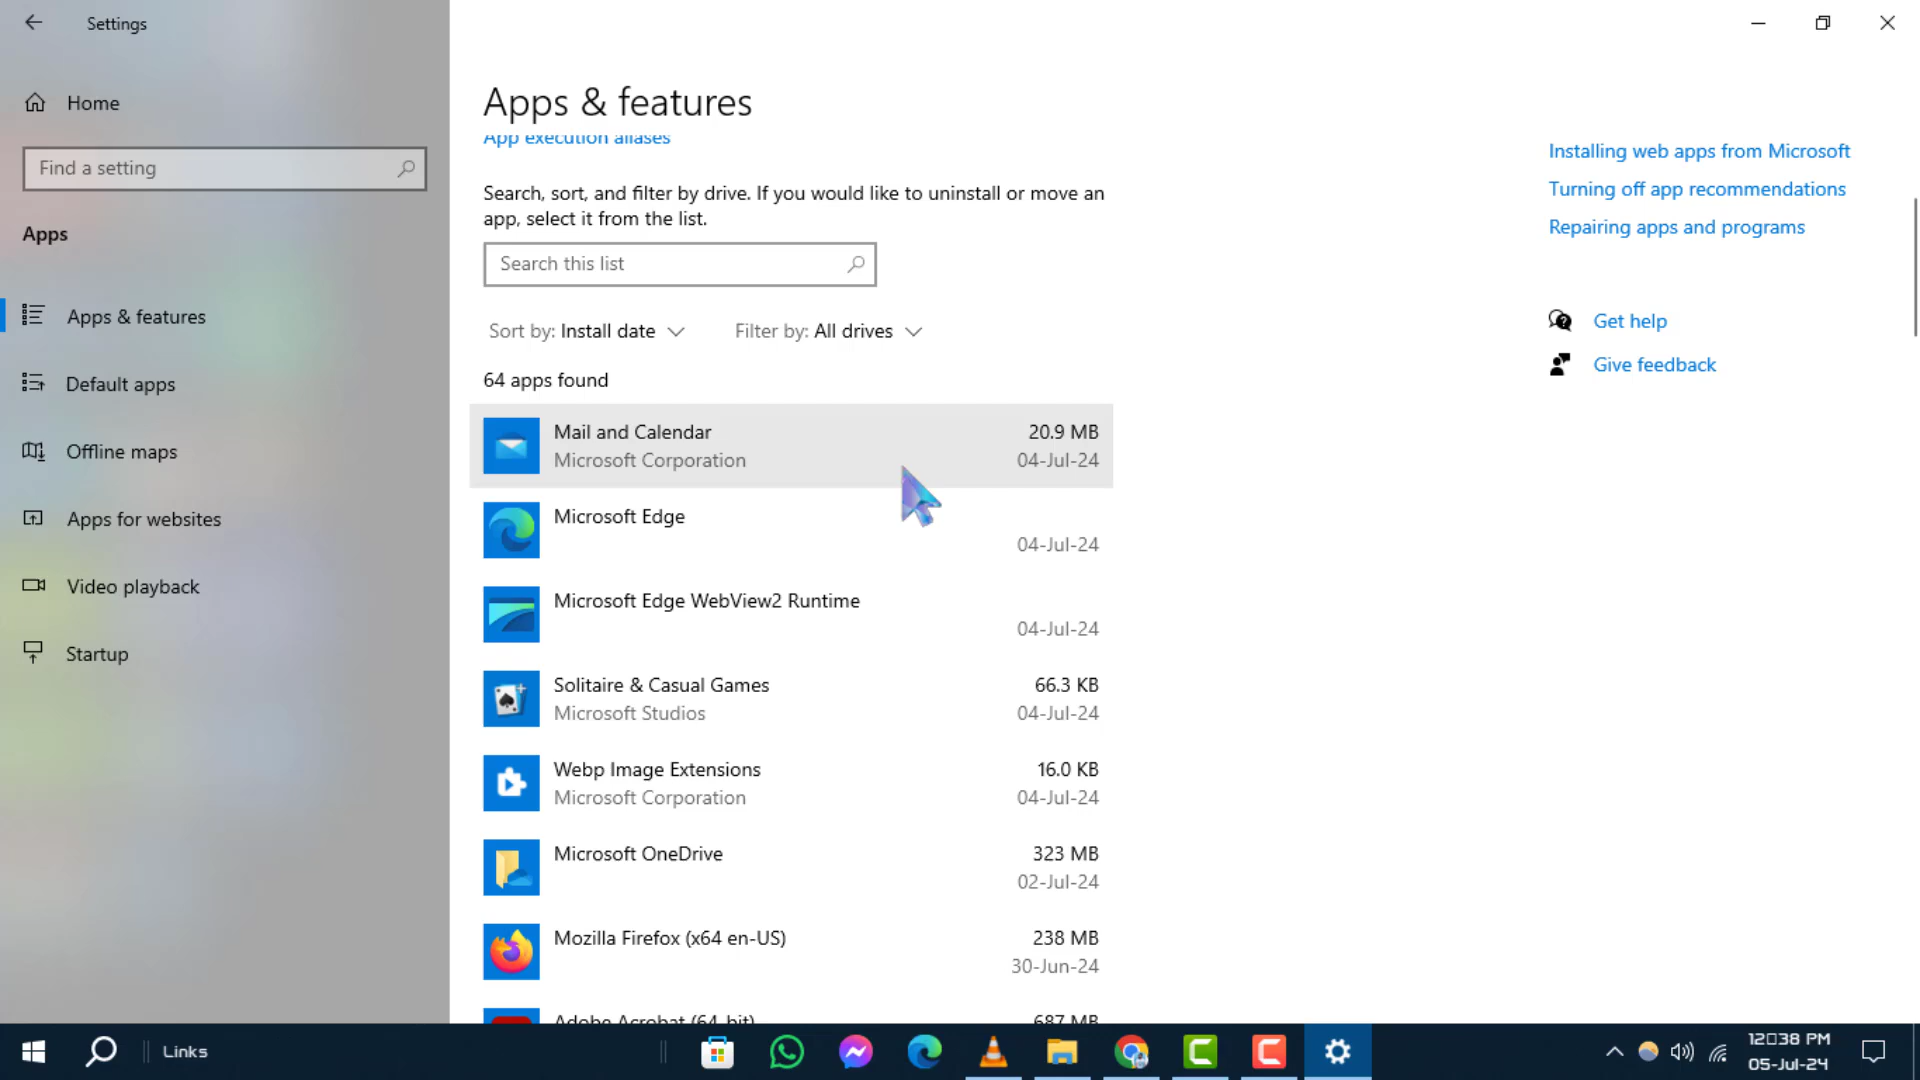 Settings
Home
Find a setting
Apps
Apps & features
Default apps
Offline maps
Apps for websites
Video playback
Startup
Apps & features
App execution aliases
Search, sort, and filter by drive. If you would like to uninstall or move an
app, select it from the list.
Search this list
Sort by: Install date
Filter by: All drives
64 apps found
Mail and Calendar
20.9 MB
Microsoft Corporation
04-Jul-24
Microsoft Edge
04-Jul-24
Microsoft Edge WebView2 Runtime
04-Jul-24
Solitaire & Casual Games
66.3 KB
Microsoft Studios
04-Jul-24
Webp Image Extensions
16.0 KB
Microsoft Corporation
04-Jul-24
Microsoft OneDrive
323 MB
02-Jul-24
Mozilla Firefox (x64 en-US)
238 MB
30-Jun-24
Adobe Acrobat (64-bit)
687 MB
Installing web apps from Microsoft
Turning off app recommendations
Repairing apps and programs
Get help
Give feedback
Links
12▯38 PM
05-Jul-24